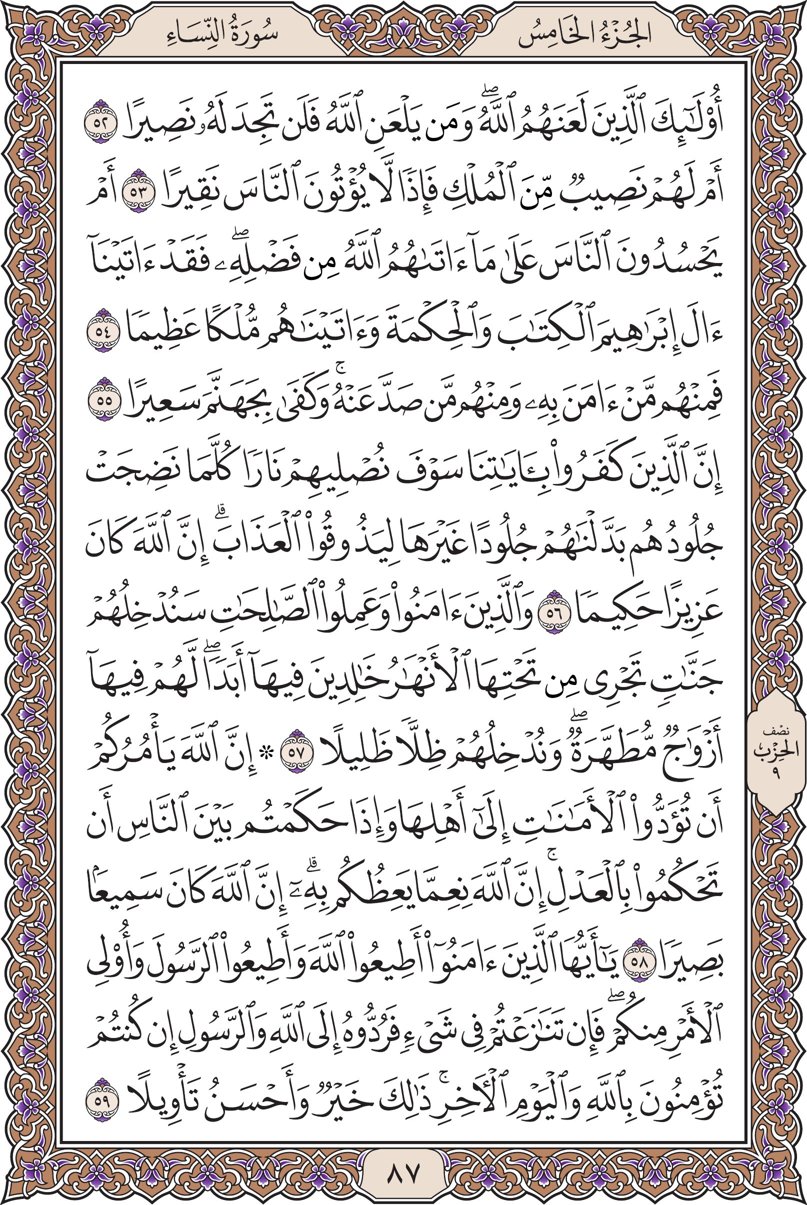 الجُزْءُ الخَامِسُ
سُورَةُ النِّسَاءِ
أُوْلَٰٓئِكَ ٱلَّذِينَ لَعَنَهُمُ ٱللَّهُۖ وَمَن يَلْعَنِ ٱللَّهُ فَلَن تَجِدَ لَهُۥ نَصِيرًا ٥٢
أَمْ لَهُمْ نَصِيبٞ مِّنَ ٱلْمُلْكِ فَإِذٗا لَّا يُؤْتُونَ ٱلنَّاسَ نَقِيرًا ٥٣ أَمْ
يَحْسُدُونَ ٱلنَّاسَ عَلَىٰ مَآ ءَاتَىٰهُمُ ٱللَّهُ مِن فَضْلِهِۦۖ فَقَدْ ءَاتَيْنَآ
ءَالَ إِبْرَٰهِيمَ ٱلْكِتَٰبَ وَٱلْحِكْمَةَ وَءَاتَيْنَٰهُم مُّلْكًا عَظِيمٗا ٥٤
فَمِنْهُم مَّنْ ءَامَنَ بِهِۦ وَمِنْهُم مَّن صَدَّ عَنْهُۚ وَكَفَىٰ بِجَهَنَّمَ سَعِيرًا ٥٥
إِنَّ ٱلَّذِينَ كَفَرُواْ بِـَٔايَٰتِنَا سَوْفَ نُصْلِيهِمْ نَارٗا كُلَّمَا نَضِجَتْ
جُلُودُهُم بَدَّلْنَٰهُمْ جُلُودًا غَيْرَهَا لِيَذُوقُواْ ٱلْعَذَابَۗ إِنَّ ٱللَّهَ كَانَ
عَزِيزًا حَكِيمٗا ٥٦ وَٱلَّذِينَ ءَامَنُواْ وَعَمِلُواْ ٱلصَّٰلِحَٰتِ سَنُدْخِلُهُمْ
جَنَّٰتٖ تَجْرِي مِن تَحْتِهَا ٱلْأَنْهَٰرُ خَٰلِدِينَ فِيهَآ أَبَدٗاۖ لَّهُمْ فِيهَآ
أَزْوَٰجٞ مُّطَهَّرَةٞۖ وَنُدْخِلُهُمْ ظِلّٗا ظَلِيلًا ٥٧ ۞ إِنَّ ٱللَّهَ يَأْمُرُكُمْ
أَن تُؤَدُّواْ ٱلْأَمَٰنَٰتِ إِلَىٰٓ أَهْلِهَا وَإِذَا حَكَمْتُم بَيْنَ ٱلنَّاسِ أَن
تَحْكُمُواْ بِٱلْعَدْلِۚ إِنَّ ٱللَّهَ نِعِمَّا يَعِظُكُم بِهِۦٓۗ إِنَّ ٱللَّهَ كَانَ سَمِيعَۢا
بَصِيرٗا ٥٨ يَٰٓأَيُّهَا ٱلَّذِينَ ءَامَنُوٓاْ أَطِيعُواْ ٱللَّهَ وَأَطِيعُواْ ٱلرَّسُولَ وَأُوْلِي
ٱلْأَمْرِ مِنكُمْۖ فَإِن تَنَٰزَعْتُمْ فِي شَيْءٖ فَرُدُّوهُ إِلَى ٱللَّهِ وَٱلرَّسُولِ إِن كُنتُمْ
تُؤْمِنُونَ بِٱللَّهِ وَٱلْيَوْمِ ٱلْأٓخِرِۚ ذَٰلِكَ خَيْرٞ وَأَحْسَنُ تَأْوِيلًا ٥٩
نصف
الحزب
٩
٨٧